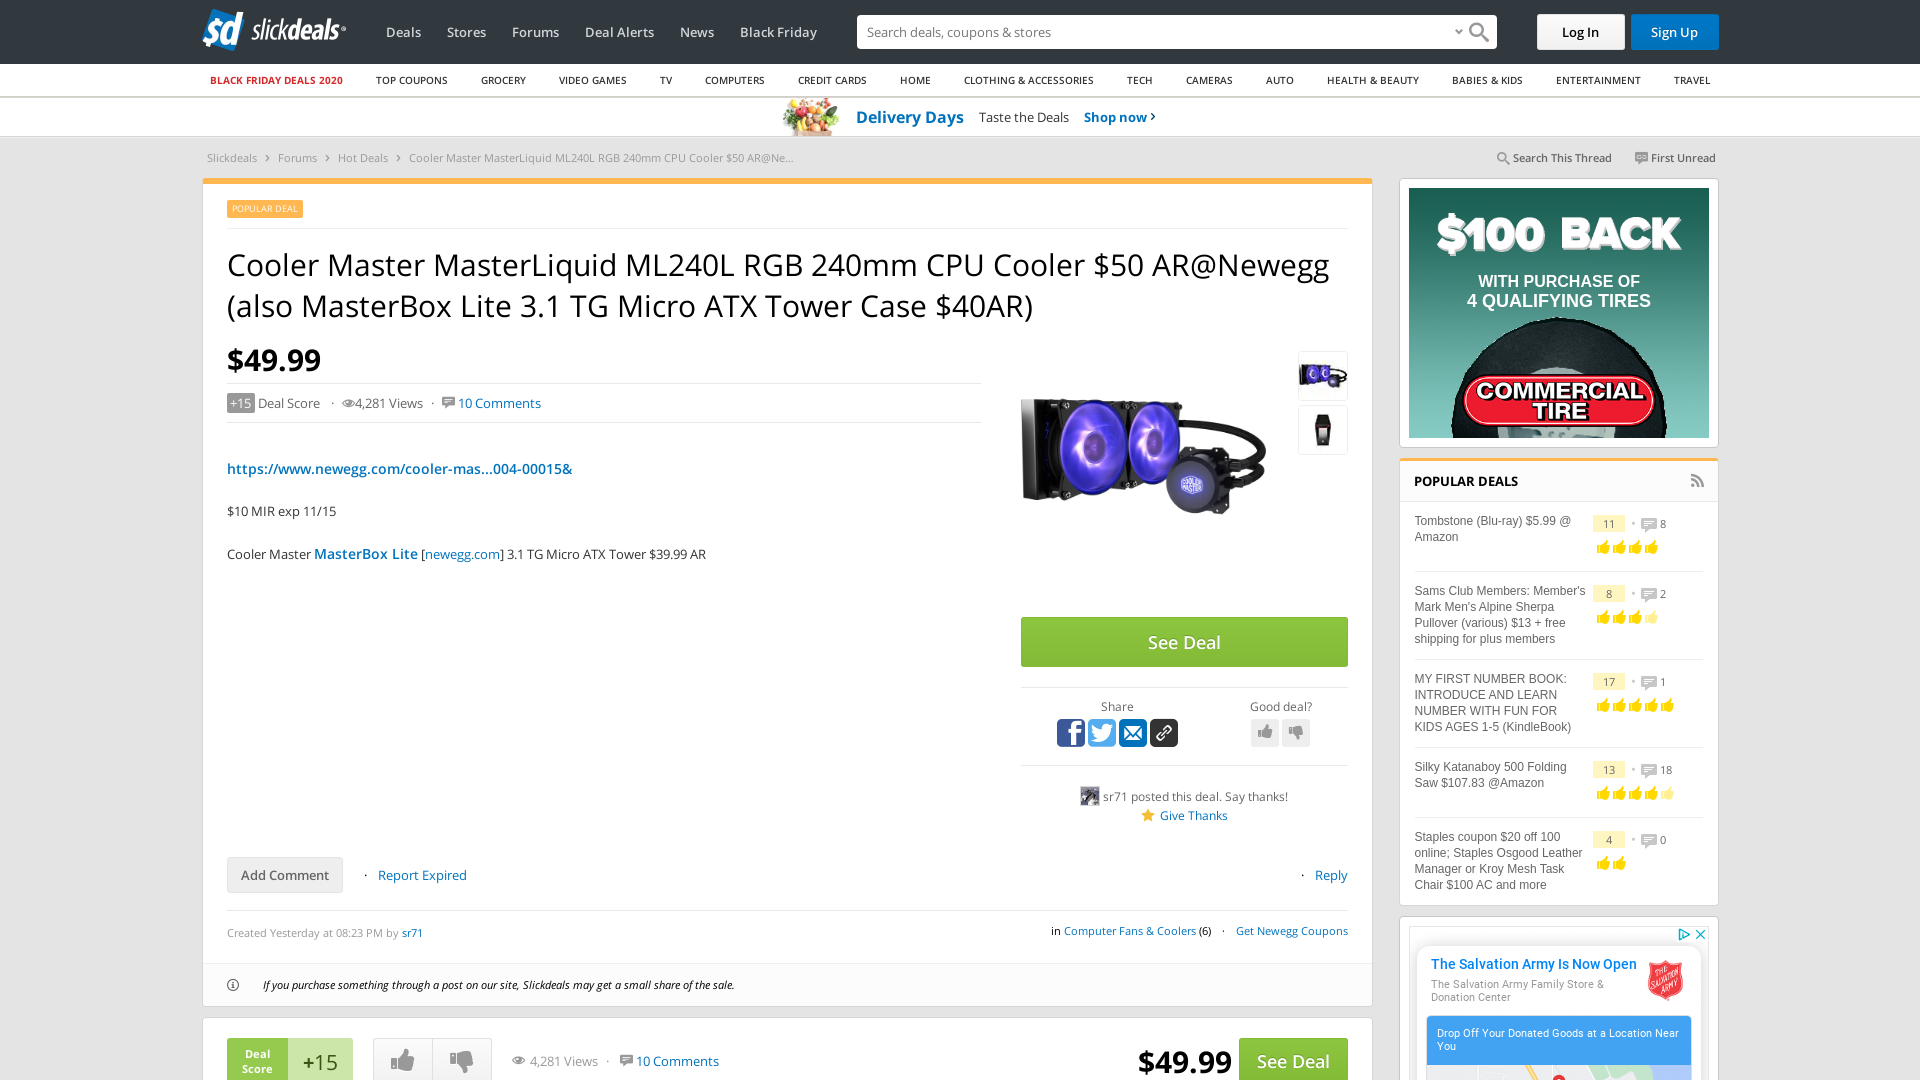 slickdeals
Deals Stores Forums Deal Alerts News Black Friday
Search deals, coupons & stores
Log In Sign Up
BLACK FRIDAY DEALS 2020 TOP COUPONS GROCERY VIDEO GAMES TV COMPUTERS CREDIT CARDS HOME CLOTHING & ACCESSORIES TECH CAMERAS AUTO HEALTH & BEAUTY BABIES & KIDS ENTERTAINMENT TRAVEL
Delivery Days Taste the Deals Shop now
Slickdeals Forums Hot Deals Cooler Master MasterLiquid ML240L RGB 240mm CPU Cooler $50 AR@Ne...
Search This Thread First Unread
POPULAR DEAL
Cooler Master MasterLiquid ML240L RGB 240mm CPU Cooler $50 AR@Newegg
(also MasterBox Lite 3.1 TG Micro ATX Tower Case $40AR)
$49.99
+15 Deal Score · 4,281 Views · 10 Comments
https://www.newegg.com/cooler-mas...004-00015&
$10 MIR exp 11/15
Cooler Master MasterBox Lite [newegg.com] 3.1 TG Micro ATX Tower $39.99 AR
COOLER
MASTER
See Deal
Share Good deal?
sr71 posted this deal. Say thanks!
Give Thanks
Add Comment · Report Expired · Reply
Created Yesterday at 08:23 PM by sr71
in Computer Fans & Coolers (6) · Get Newegg Coupons
If you purchase something through a post on our site, Slickdeals may get a small share of the sale.
Deal
Score
+15
4,281 Views · 10 Comments
$49.99 See Deal
$100 BACK
WITH PURCHASE OF
4 QUALIFYING TIRES
COMMERCIAL
TIRE
POPULAR DEALS
Tombstone (Blu-ray) $5.99 @
Amazon
11 · 8
Sams Club Members: Member's
Mark Men's Alpine Sherpa
Pullover (various) $13 + free
shipping for plus members
8 · 2
MY FIRST NUMBER BOOK:
INTRODUCE AND LEARN
NUMBER WITH FUN FOR
KIDS AGES 1-5 (KindleBook)
17 · 1
Silky Katanaboy 500 Folding
Saw $107.83 @Amazon
13 · 18
Staples coupon $20 off 100
online; Staples Osgood Leather
Manager or Kroy Mesh Task
Chair $100 AC and more
4 · 0
The Salvation Army Is Now Open
The Salvation Army Family Store &
Donation Center
THE
SALVATION
ARMY
Drop Off Your Donated Goods at a Location Near
You